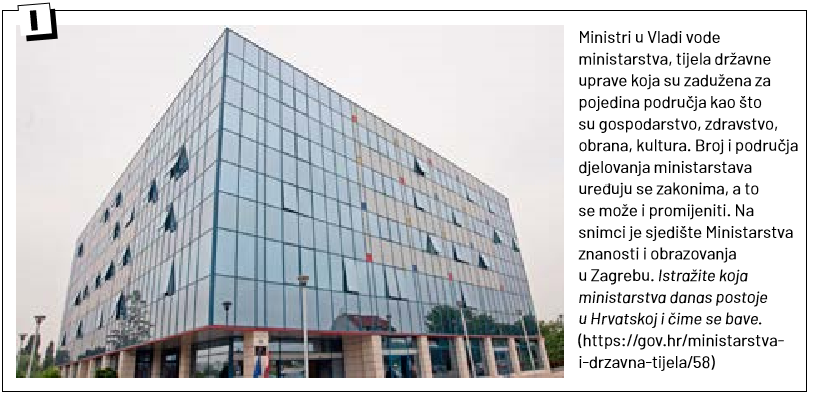 I
Ministri u Vladi vode
ministarstva, tijela državne
uprave koja su zadužena za
pojedina područja kao što
su gospodarstvo, zdravstvo,
obrana, kultura. Broj i područja
djelovanja ministarstava
uređuju se zakonima, a to
se može i promijeniti. Na
snimci je sjedište Ministarstva
znanosti i obrazovanja
u Zagrebu. Istražite koja
ministarstva danas postoje
u Hrvatskoj i čime se bave.
(https://gov.hr/ministarstva-
i-drzavna-tijela/58)